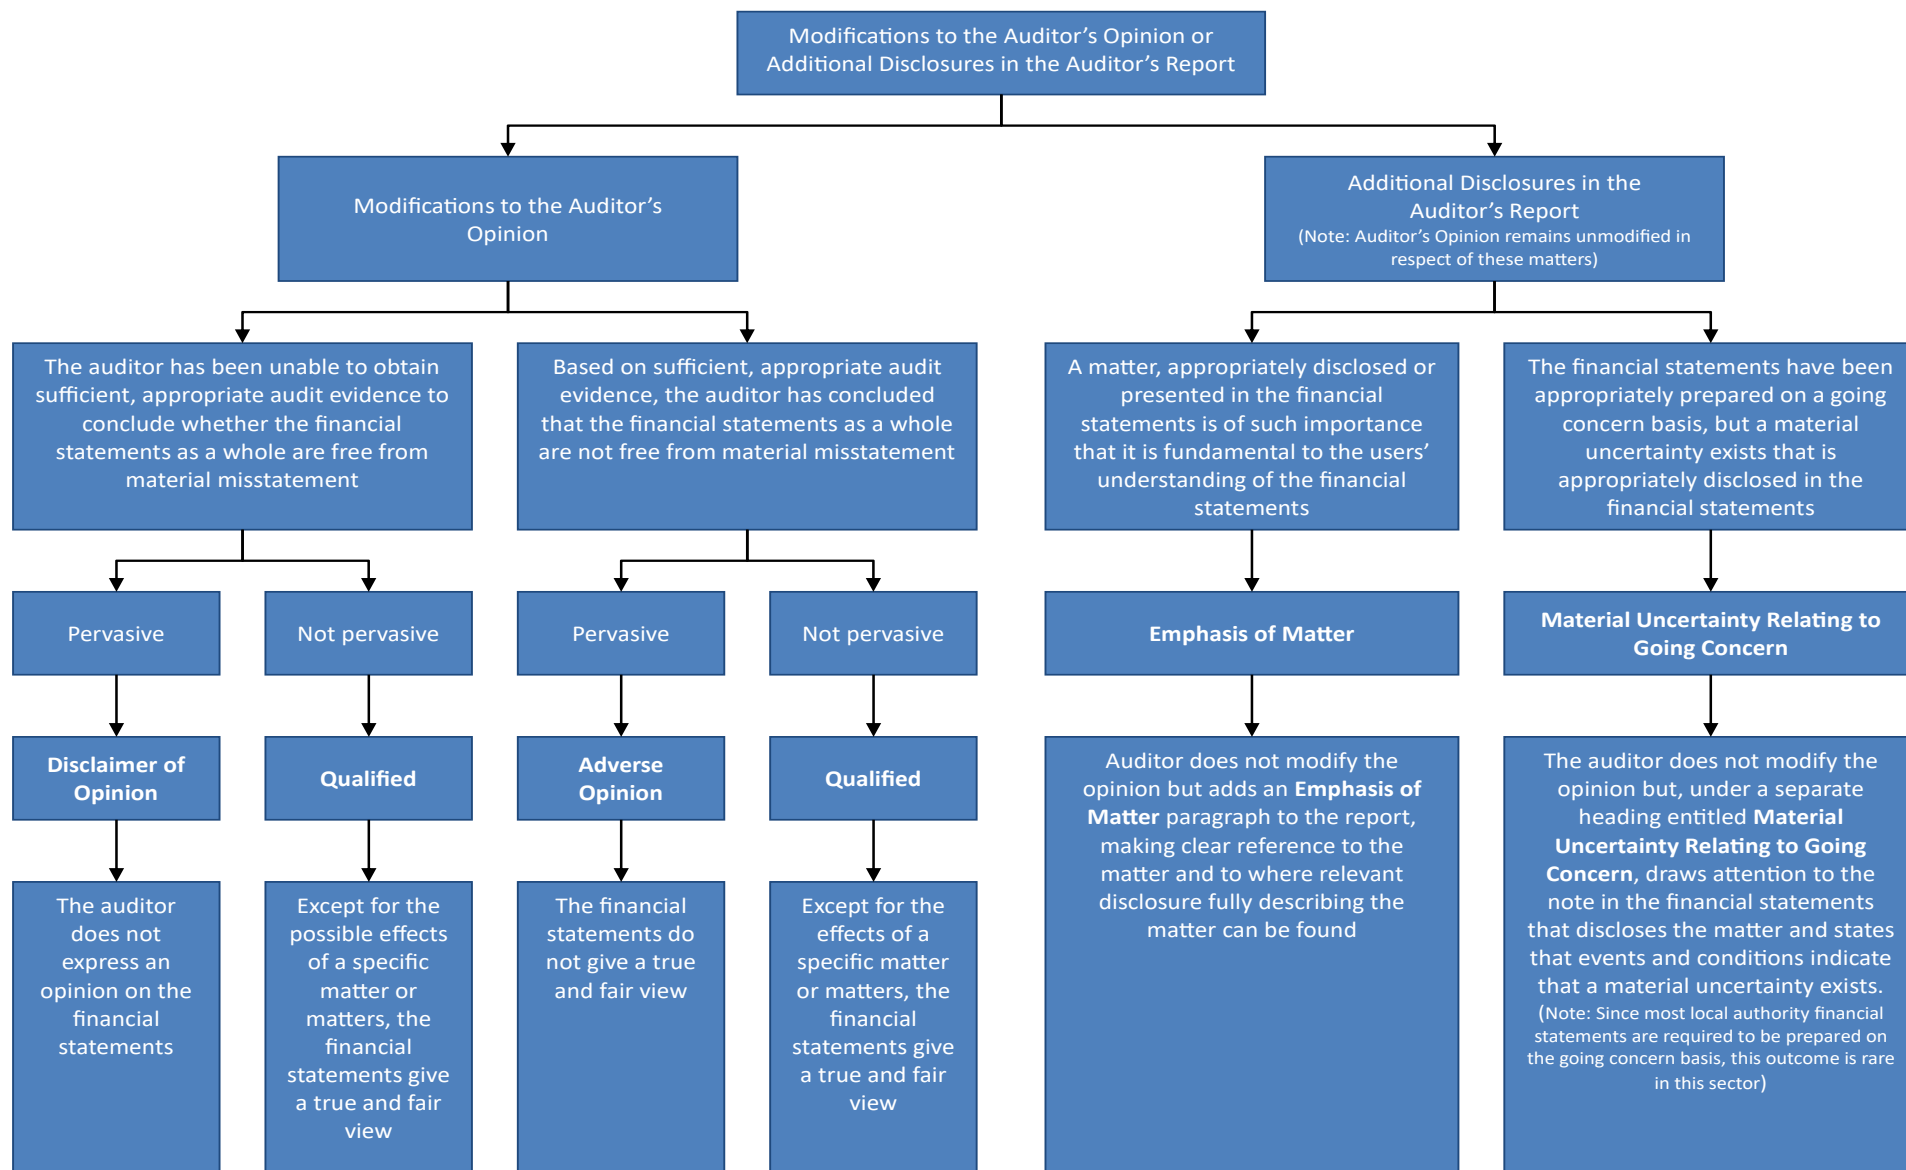 Modifications to the Auditor’s Opinion or
Additional Disclosures in the Auditor’s Report
Modifications to the Auditor’s
Opinion
Additional Disclosures in the
Auditor’s Report
(Note: Auditor’s Opinion remains unmodified in
respect of these matters)
The auditor has been unable to obtain
sufficient, appropriate audit evidence to
conclude whether the financial
statements as a whole are free from
material misstatement
Based on sufficient, appropriate audit
evidence, the auditor has concluded
that the financial statements as a whole
are not free from material misstatement
A matter, appropriately disclosed or
presented in the financial
statements is of such importance
that it is fundamental to the users’
understanding of the financial
statements
The financial statements have been
appropriately prepared on a going
concern basis, but a material
uncertainty exists that is
appropriately disclosed in the
financial statements
Pervasive
Not pervasive
Pervasive
Not pervasive
Emphasis of Matter
Material Uncertainty Relating to
Going Concern
Disclaimer of
Opinion
Qualified
Adverse
Opinion
Qualified
Auditor does not modify the
opinion but adds an Emphasis of
Matter paragraph to the report,
making clear reference to the
matter and to where relevant
disclosure fully describing the
matter can be found
The auditor does not modify the
opinion but, under a separate
heading entitled Material
Uncertainty Relating to Going
Concern, draws attention to the
note in the financial statements
that discloses the matter and states
that events and conditions indicate
that a material uncertainty exists.
(Note: Since most local authority financial
statements are required to be prepared on
the going concern basis, this outcome is rare
in this sector)
The auditor
does not
express an
opinion on the
financial
statements
Except for the
possible effects
of a specific
matter or
matters, the
financial
statements give
a true and fair
view
The financial
statements do
not give a true
and fair view
Except for the
effects of a
specific matter
or matters, the
financial
statements give
a true and fair
view